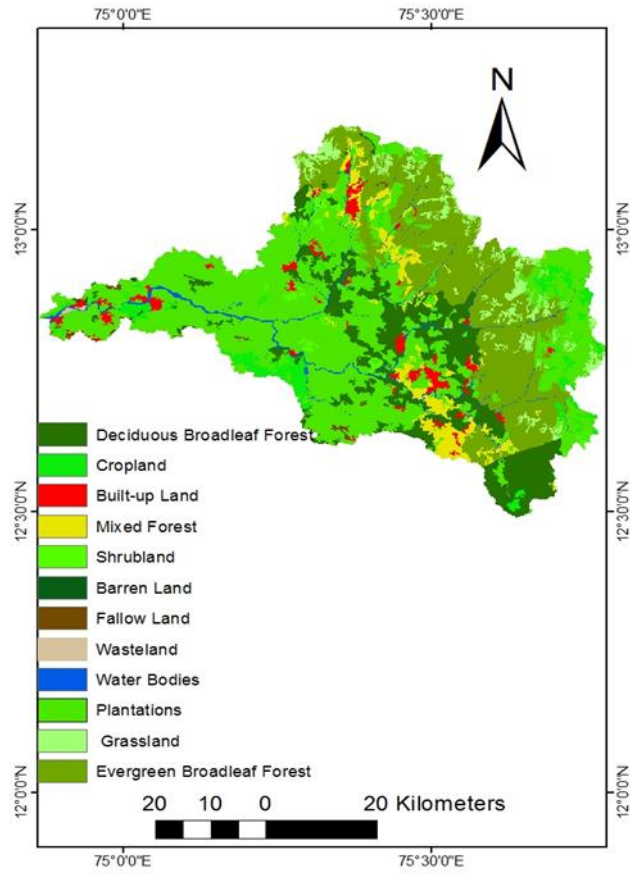 75°0'0"E 75°30'0"E
N
13°0'0"N 13°0'0"N
Deciduous Broadleaf Forest
Cropland
Built-up Land
12°30'0"N 12°30'0"N
Mixed Forest
Shrubland
Barren Land
Fallow Land
Wasteland
Water Bodies
Plantations
Grassland
Evergreen Broadleaf Forest
12°0'0"N 12°0'0"N
20 10 0 20 Kilometers
75°0'0"E 75°30'0"E